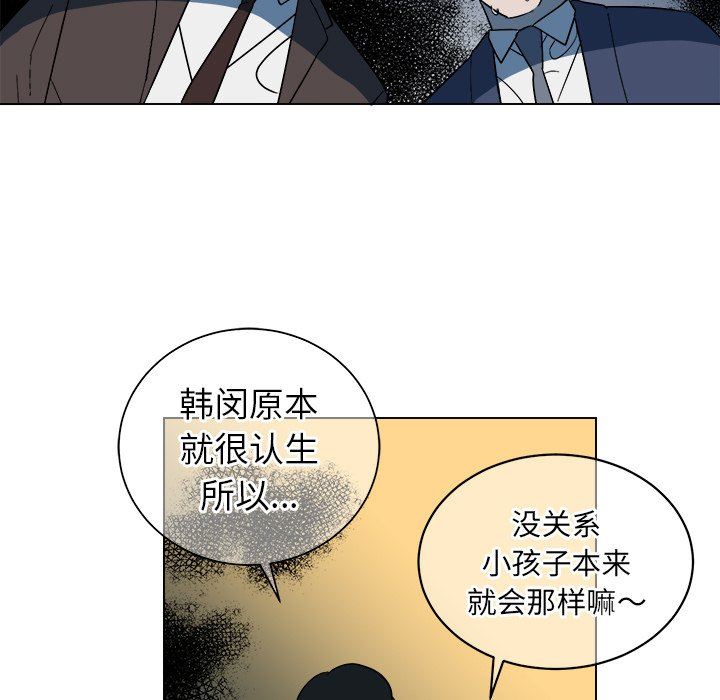 韩闵原本
就很认生
所以...
没关系
小孩子本来
就会那样嘛～